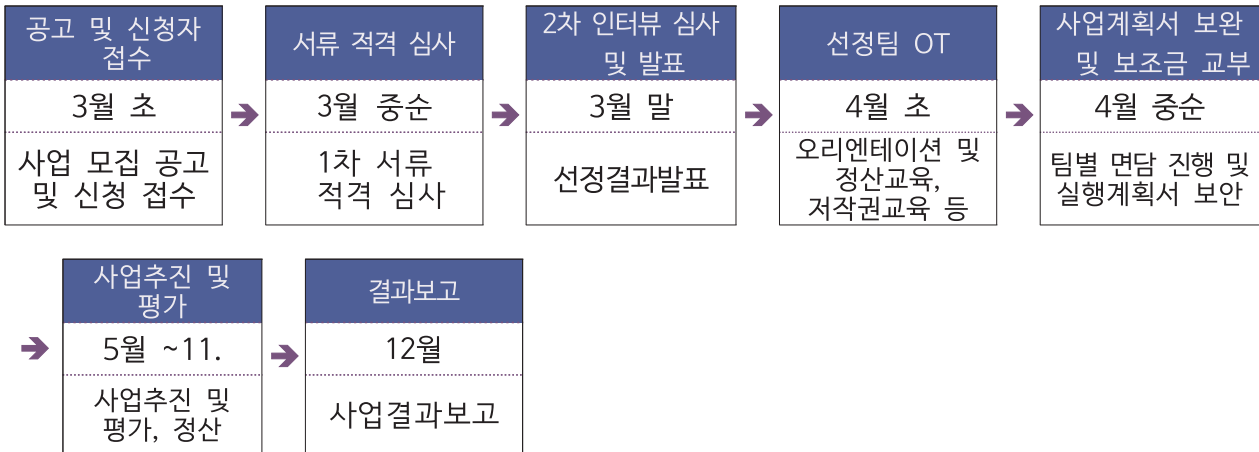 공고 및 신청자
접수
3월 초
사업 모집 공고
및 신청 접수
서류 적격 심사
3월 중순
1차 서류
적격 심사
2차 인터뷰 심사
및 발표
3월 말
선정결과발표
선정팀 OT
4월 초
오리엔테이션 및
정산교육,
저작권교육 등
사업계획서 보완
및 보조금 교부
4월 중순
팀별 면담 진행 및
실행계획서 보안
사업추진 및
평가
5월 ~11.
사업추진 및
평가, 정산
결과보고
12월
사업결과보고